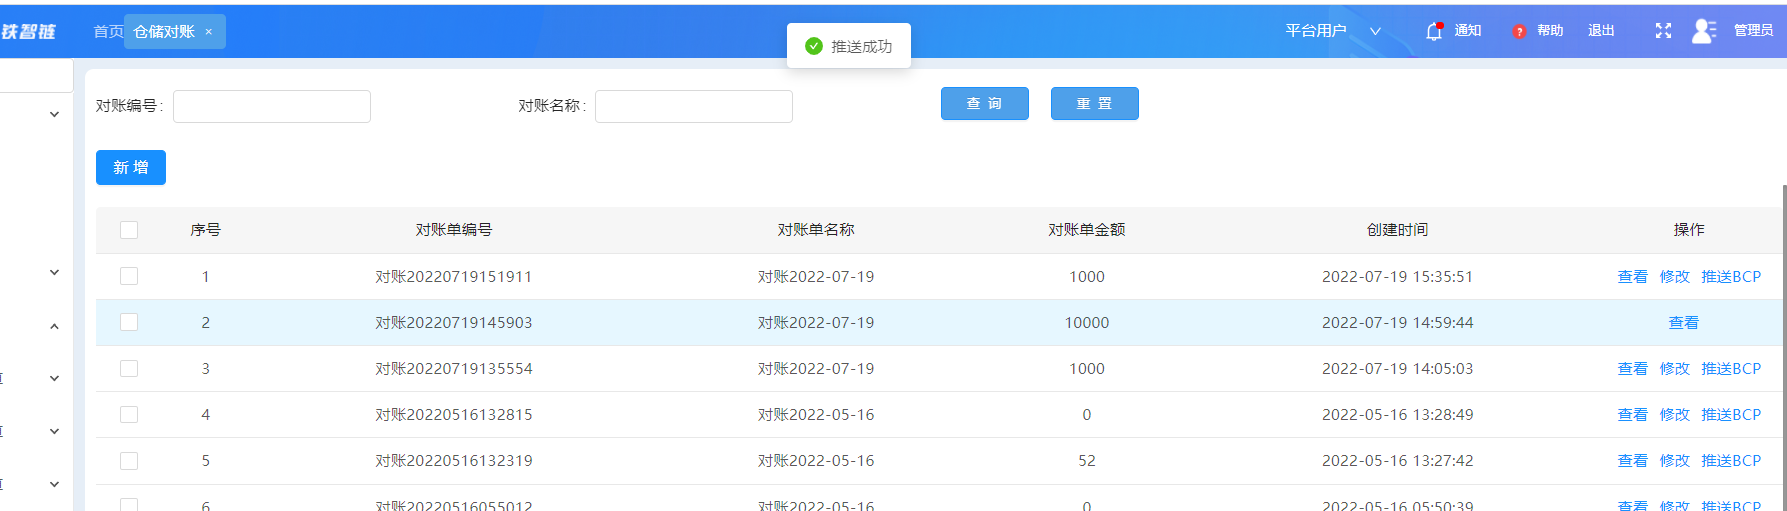 铁智链 首页 仓储对账 × 推送成功 平台用户 通知 ? 帮助 退出 管理员
对账编号: 对账名称: 查 询 重 置
新 增
序号 对账单编号 对账单名称 对账单金额 创建时间 操作
1 对账20220719151911 对账2022-07-19 1000 2022-07-19 15:35:51 查看 修改 推送BCP
2 对账20220719145903 对账2022-07-19 10000 2022-07-19 14:59:44 查看
3 对账20220719135554 对账2022-07-19 1000 2022-07-19 14:05:03 查看 修改 推送BCP
4 对账20220516132815 对账2022-05-16 0 2022-05-16 13:28:49 查看 修改 推送BCP
5 对账20220516132319 对账2022-05-16 52 2022-05-16 13:27:42 查看 修改 推送BCP
6 对账20220516055012 对账2022-05-16 0 2022-05-16 05:50:39 查看 修改 推送BCP